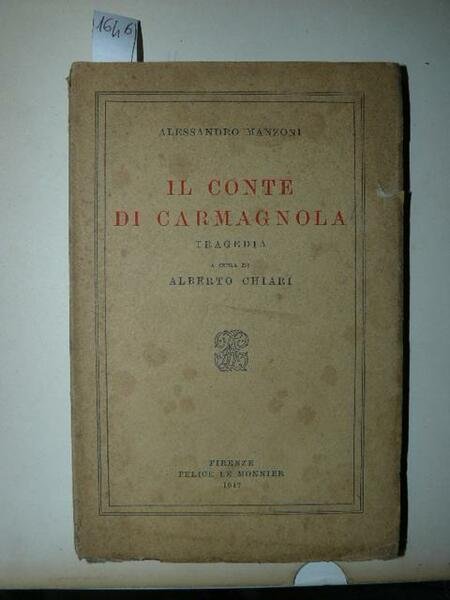 1646
ALESSANDRO MANZONI
IL CONTE
DI CARMAGNOLA
TRAGEDIA
A CURA DI
ALBERTO CHIARI
FIRENZE
FELICE LE MONNIER
1947